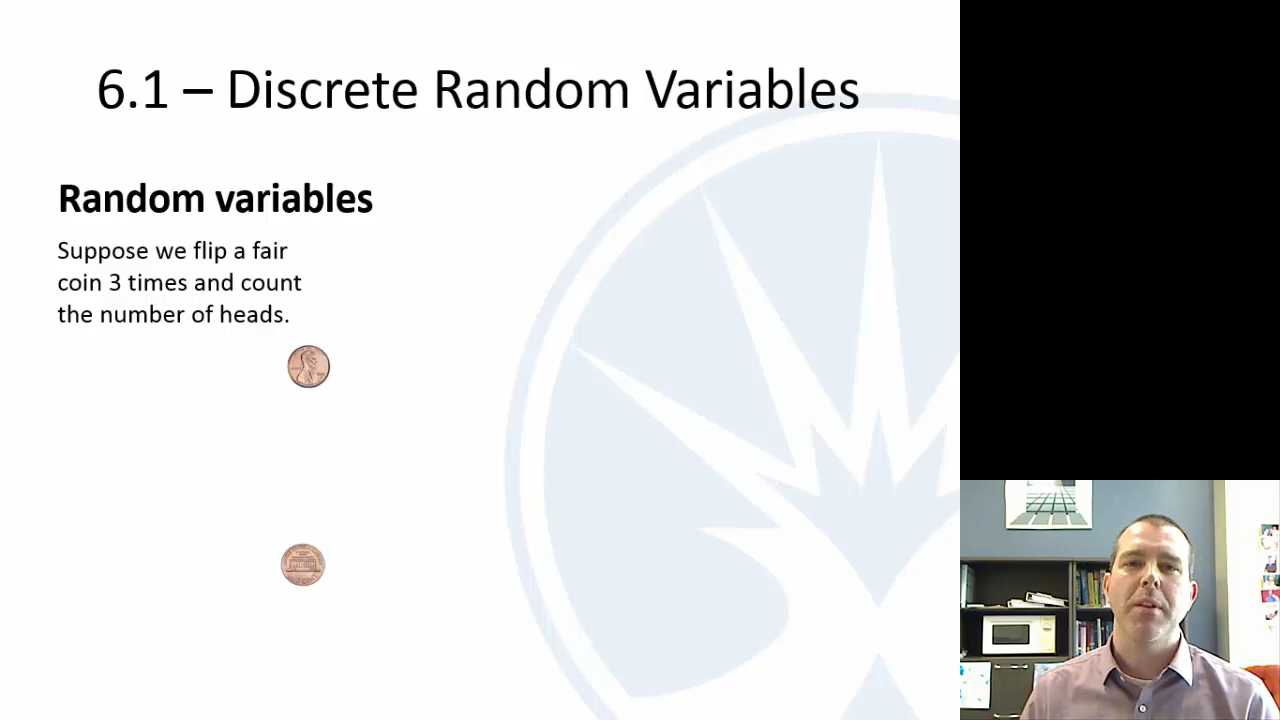 6.1 – Discrete Random Variables
Random variables
Suppose we flip a fair
coin 3 times and count
the number of heads.